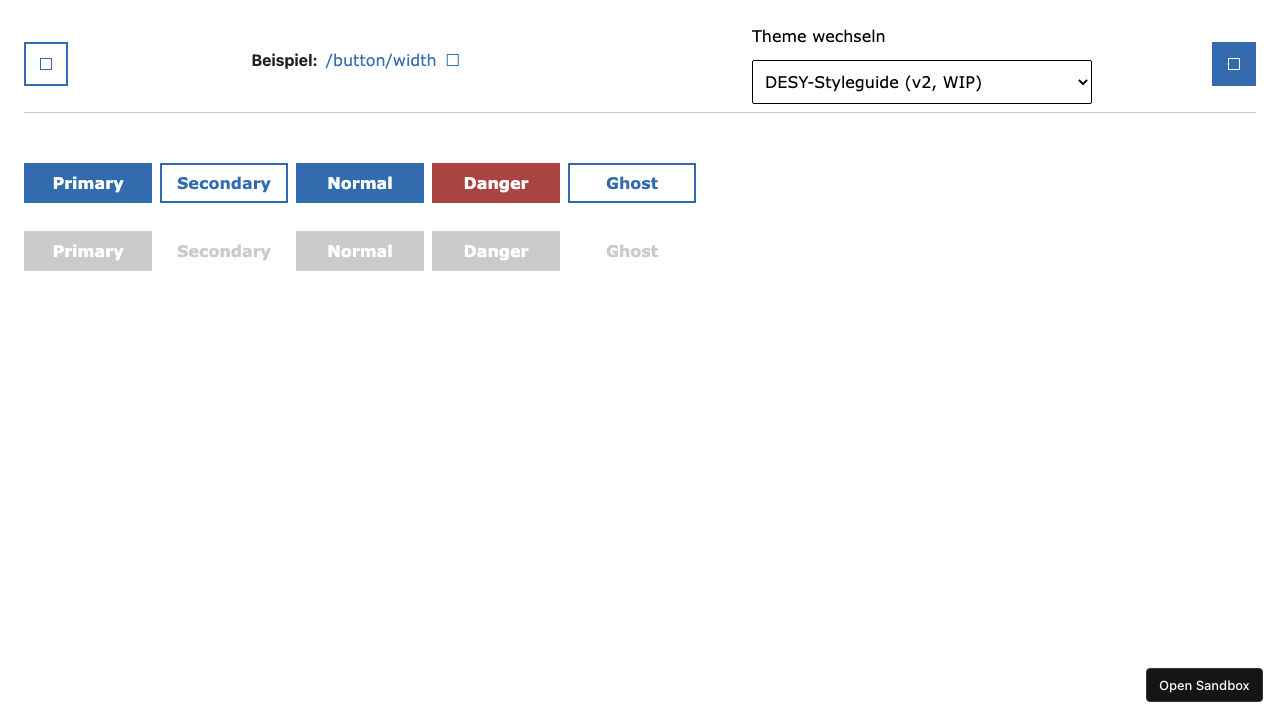 Theme wechseln
Beispiel: /button/width
DESY-Styleguide (v2, WIP)
Primary Secondary Normal Danger Ghost
Primary Secondary Normal Danger Ghost
Open Sandbox